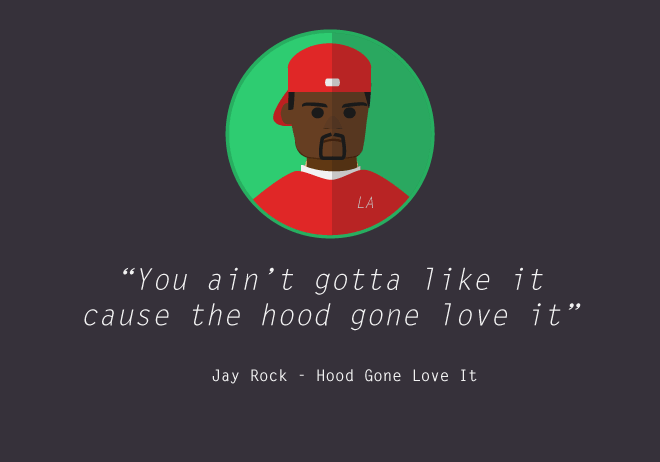 LA
“You ain’t gotta like it
cause the hood gone love it”
Jay Rock - Hood Gone Love It